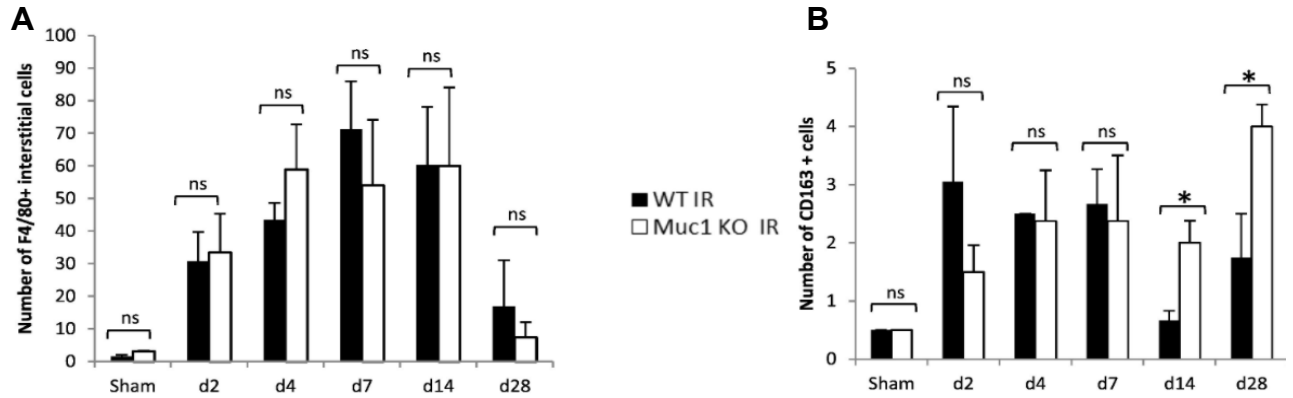 A
Number of F4/80+ interstitial cells
100
90
80
70
60
50
40
30
20
10
0
ns
ns
ns
ns
ns
ns
Sham d2 d4 d7 d14 d28
WT IR
Muc1 KO IR
B
Number of CD163 + cells
5
4
3
2
1
0
ns
ns
ns
ns
*
*
Sham d2 d4 d7 d14 d28